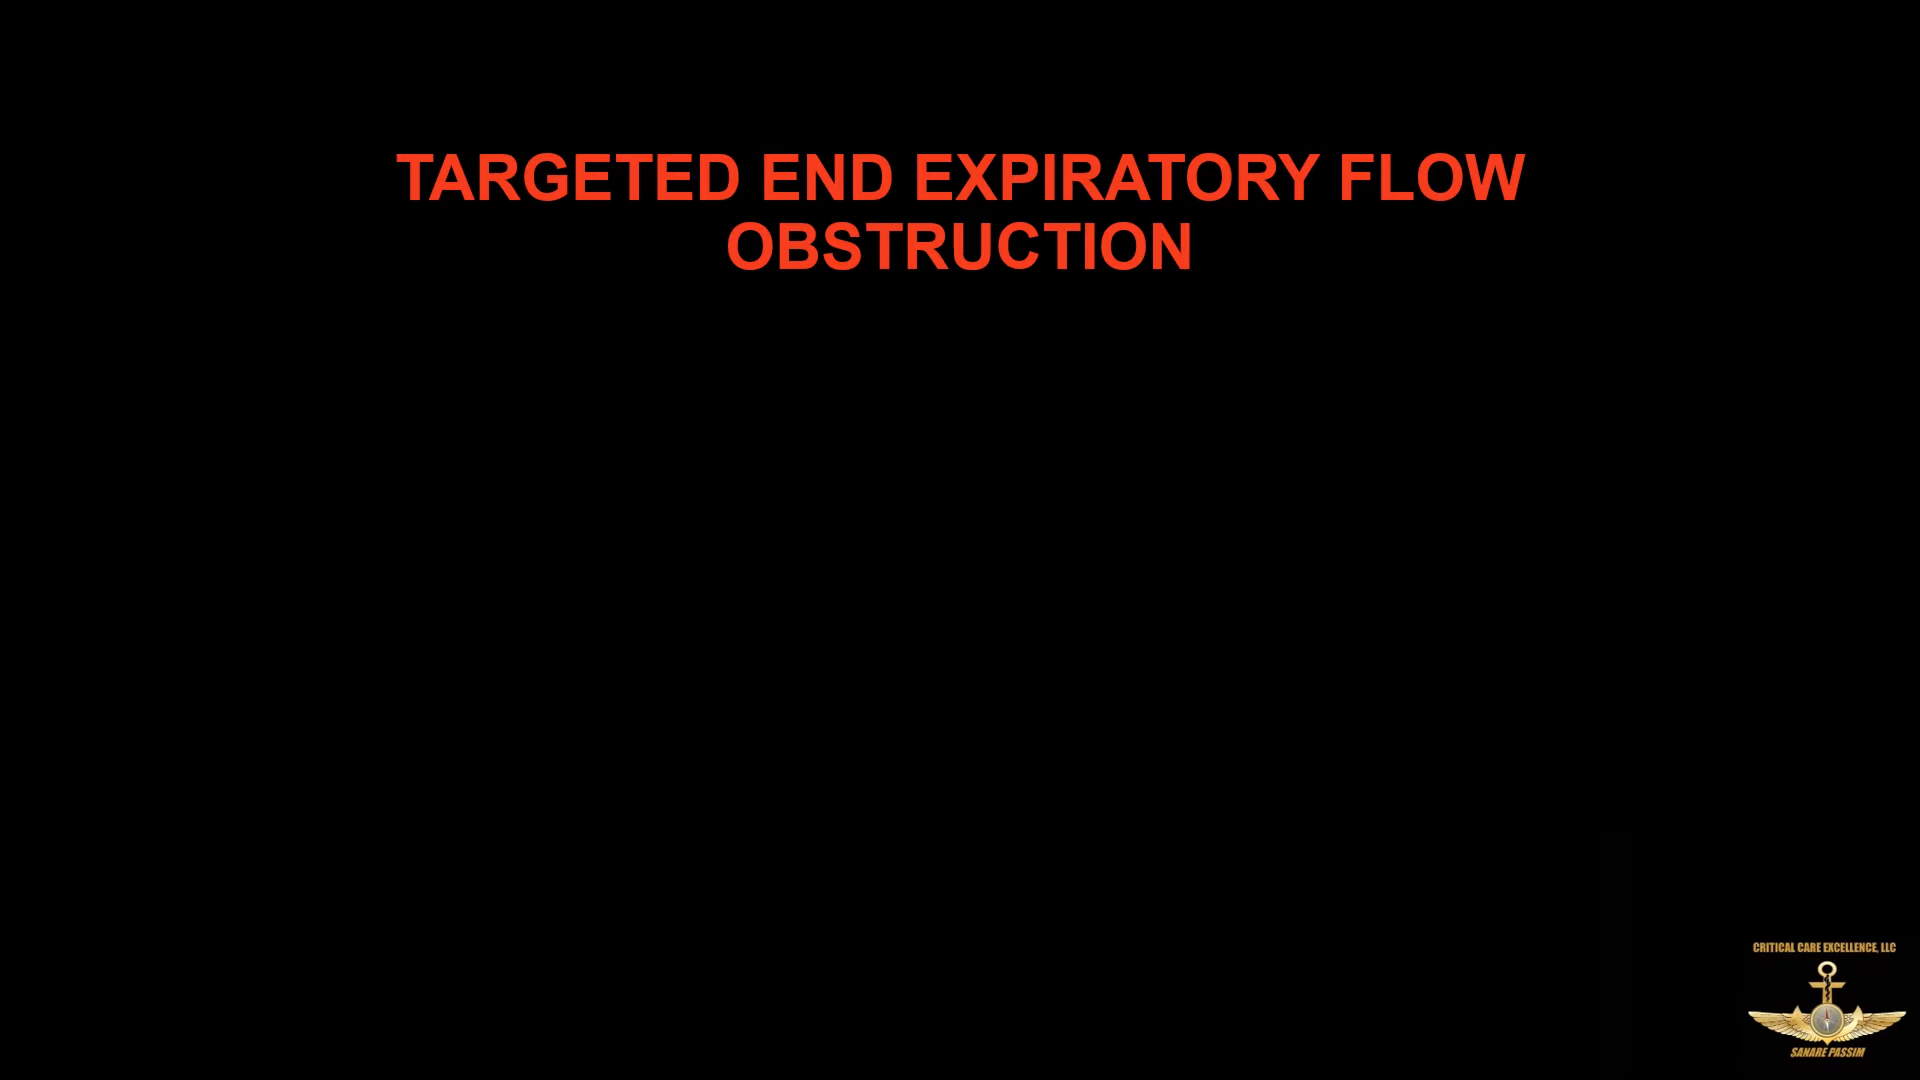 TARGETED END EXPIRATORY FLOW
OBSTRUCTION
CRITICAL CARE EXCELLENCE, LLC
SANARE PASSIM